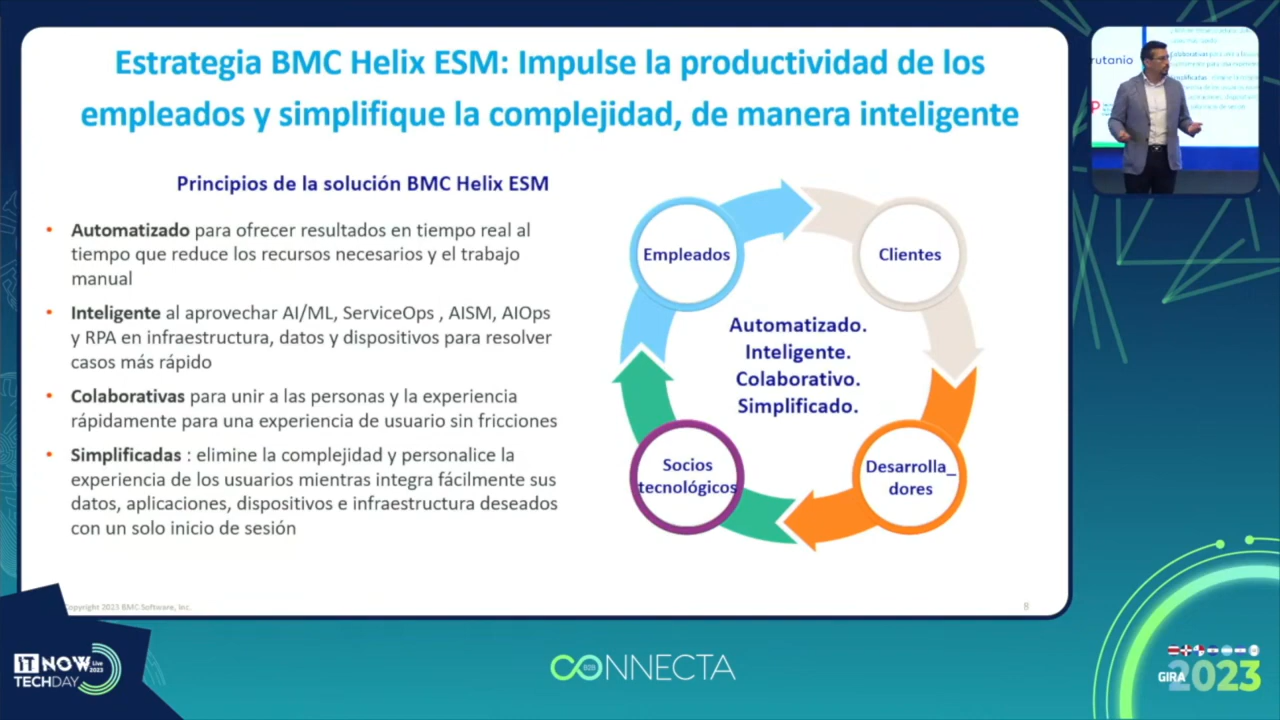 Estrategia BMC Helix ESM: Impulse la productividad de los
empleados y simplifique la complejidad, de manera inteligente
Principios de la solución BMC Helix ESM
• Automatizado para ofrecer resultados en tiempo real al
tiempo que reduce los recursos necesarios y el trabajo
manual
• Inteligente al aprovechar AI/ML, ServiceOps , AISM, AIOps
y RPA en infraestructura, datos y dispositivos para resolver
casos más rápido
• Colaborativas para unir a las personas y la experiencia
rápidamente para una experiencia de usuario sin fricciones
• Simplificadas : elimine la complejidad y personalice la
experiencia de los usuarios mientras integra fácilmente sus
datos, aplicaciones, dispositivos e infraestructura deseados
con un solo inicio de sesión
Empleados
Clientes
Automatizado.
Inteligente.
Colaborativo.
Simplificado.
Socios
tecnológicos
Desarrolla_
dores
opyright 2023 BMC Software, Inc.
8
rutanio
IT NOW Live
2023
TECHDAY
CONNECTA
B2B
GIRA 2023